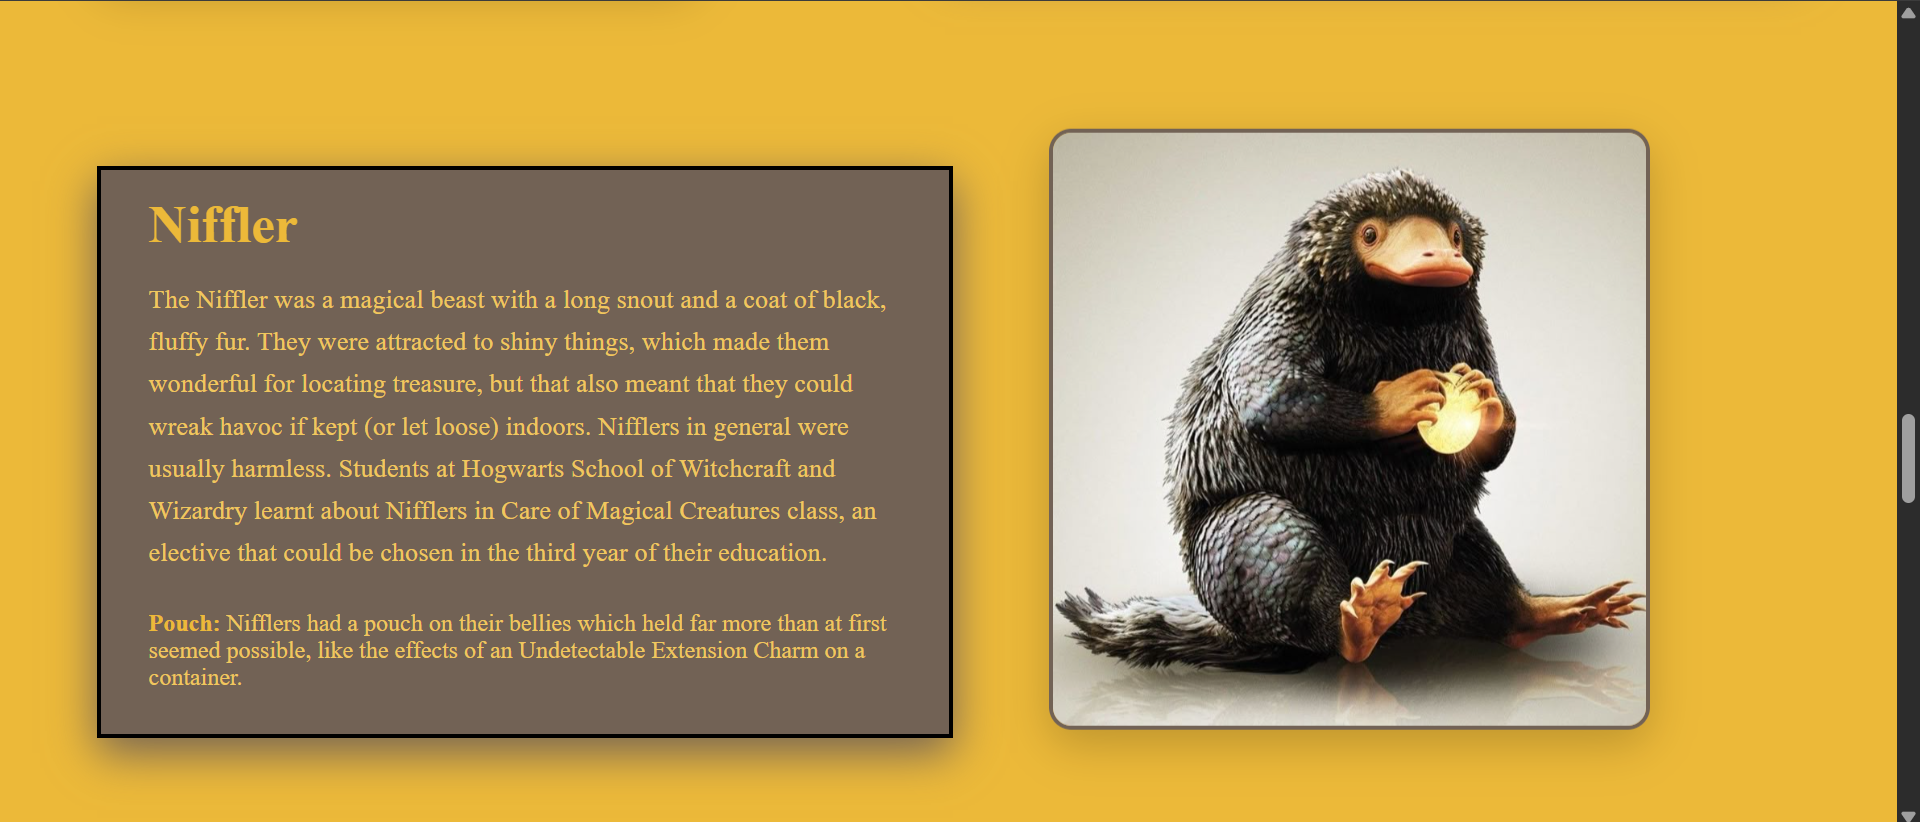 Niffler
The Niffler was a magical beast with a long snout and a coat of black,
fluffy fur. They were attracted to shiny things, which made them
wonderful for locating treasure, but that also meant that they could
wreak havoc if kept (or let loose) indoors. Nifflers in general were
usually harmless. Students at Hogwarts School of Witchcraft and
Wizardry learnt about Nifflers in Care of Magical Creatures class, an
elective that could be chosen in the third year of their education.
Pouch: Nifflers had a pouch on their bellies which held far more than at first
seemed possible, like the effects of an Undetectable Extension Charm on a
container.